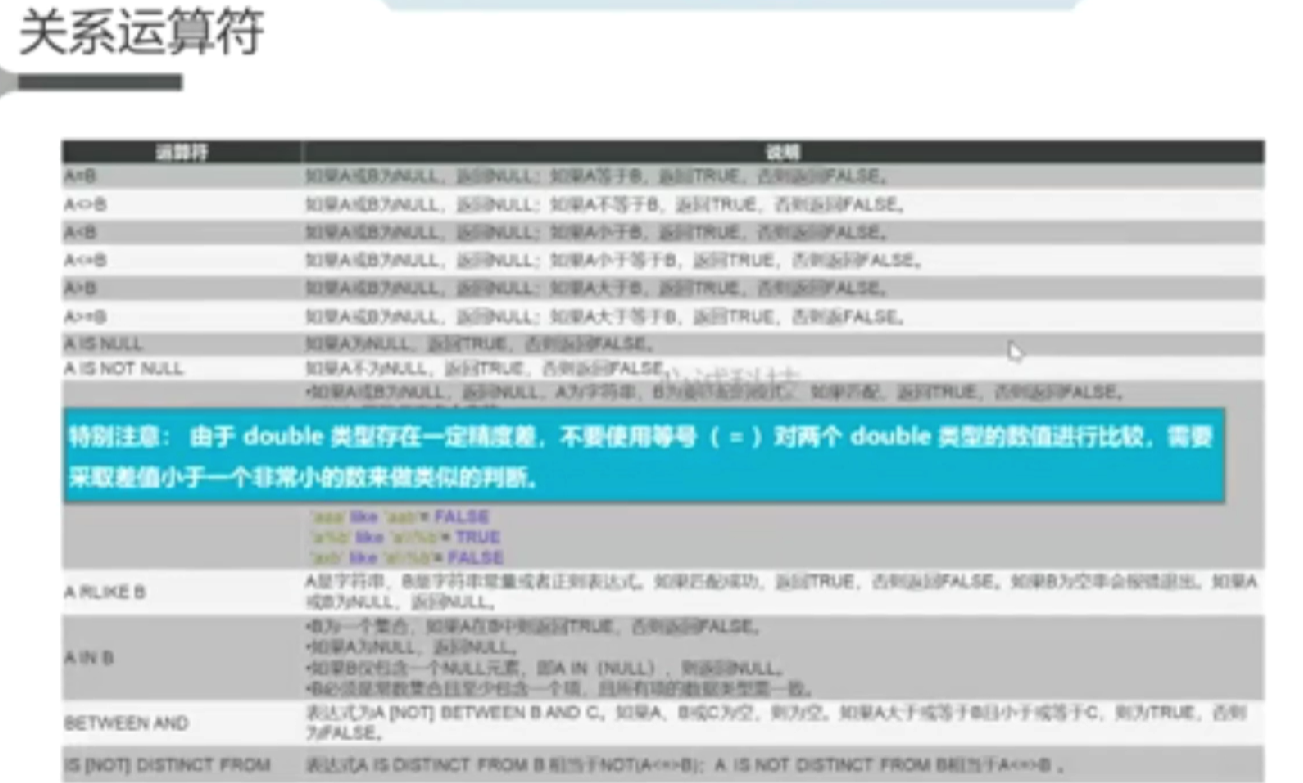 关系运算符
运算符 说明
A=B 如果A或B为NULL，返回NULL；如果A等于B，返回TRUE，否则返回FALSE。
A<>B 如果A或B为NULL，返回NULL；如果A不等于B，返回TRUE，否则返回FALSE。
A<B 如果A或B为NULL，返回NULL；如果A小于B，返回TRUE，否则返回FALSE。
A<=B 如果A或B为NULL，返回NULL；如果A小于等于B，返回TRUE，否则返回FALSE。
A>B 如果A或B为NULL，返回NULL；如果A大于B，返回TRUE，否则返回FALSE。
A>=B 如果A或B为NULL，返回NULL；如果A大于等于B，返回TRUE，否则返FALSE。
A IS NULL 如果A为NULL，返回TRUE，否则返回FALSE。
A IS NOT NULL 如果A不为NULL，返回TRUE，否则返回FALSE。
•如果A或B为NULL，返回NULL，A为字符串，B为要匹配的模式，如果匹配，返回TRUE，否则返回FALSE。
特别注意： 由于 double 类型存在一定精度差，不要使用等号（ = ）对两个 double 类型的数值进行比较，需要
采取差值小于一个非常小的数来做类似的判断。
'aaa' like 'aab'= FALSE
'a%b' like 'a\\%b'= TRUE
'axb' like 'a\\%b'= FALSE
A RLIKE B A是字符串，B是字符串常量或者正则表达式。如果匹配成功，返回TRUE，否则返回FALSE。如果B为空串会报错退出。如果A
或B为NULL，返回NULL。
•B为一个集合，如果A在B中则返回TRUE，否则返回FALSE。
•如果A为NULL，返回NULL。
A IN B •如果B仅包含一个NULL元素，即A IN（NULL），则返回NULL。
•B必须是常数集合且至少包含一个项，且所有项的数据类型需一致。
BETWEEN AND 表达式为A [NOT] BETWEEN B AND C。如果A、B或C为空，则为空。如果A大于或等于B且小于或等于C，则为TRUE，否则
为FALSE。
IS [NOT] DISTINCT FROM 表达式A IS DISTINCT FROM B 相当于NOT(A<=>B)；A IS NOT DISTINCT FROM B相当于A<=>B 。